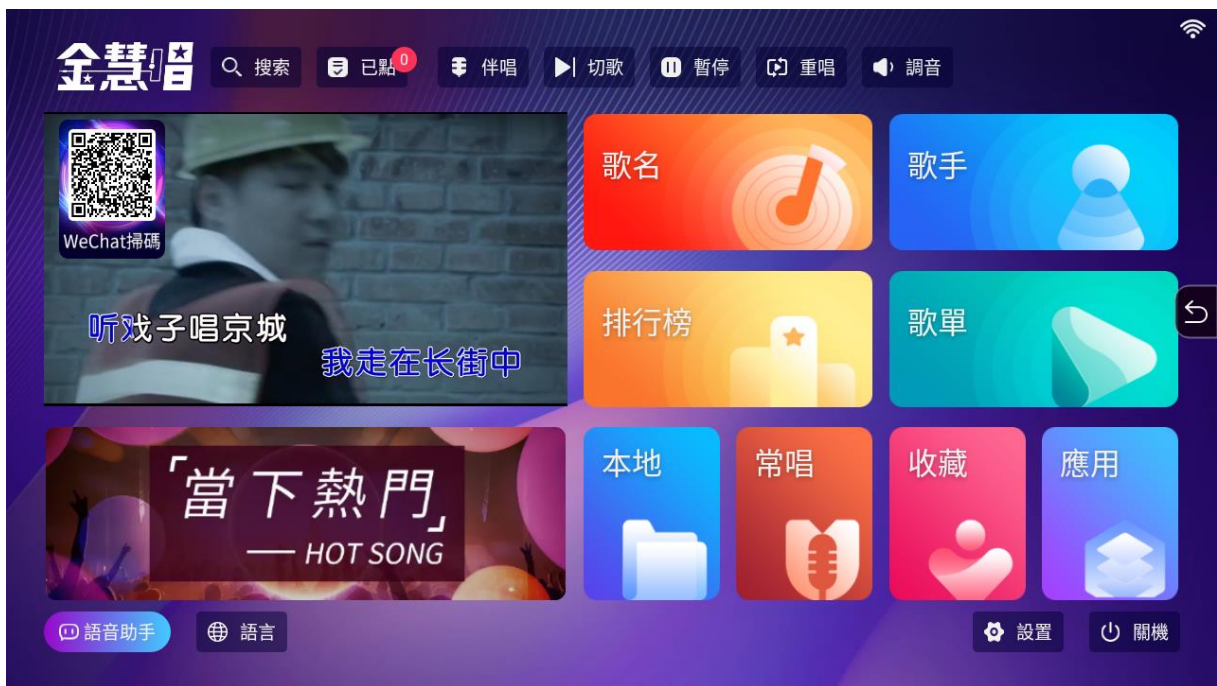 金慧唱
搜索
已點
0
伴唱
切歌
暫停
重唱
調音
WeChat掃碼
听戏子唱京城
我走在长街中
歌名
歌手
排行榜
歌單
「當下熱門」
—— HOT SONG
本地
常唱
收藏
應用
語音助手
語言
設置
關機